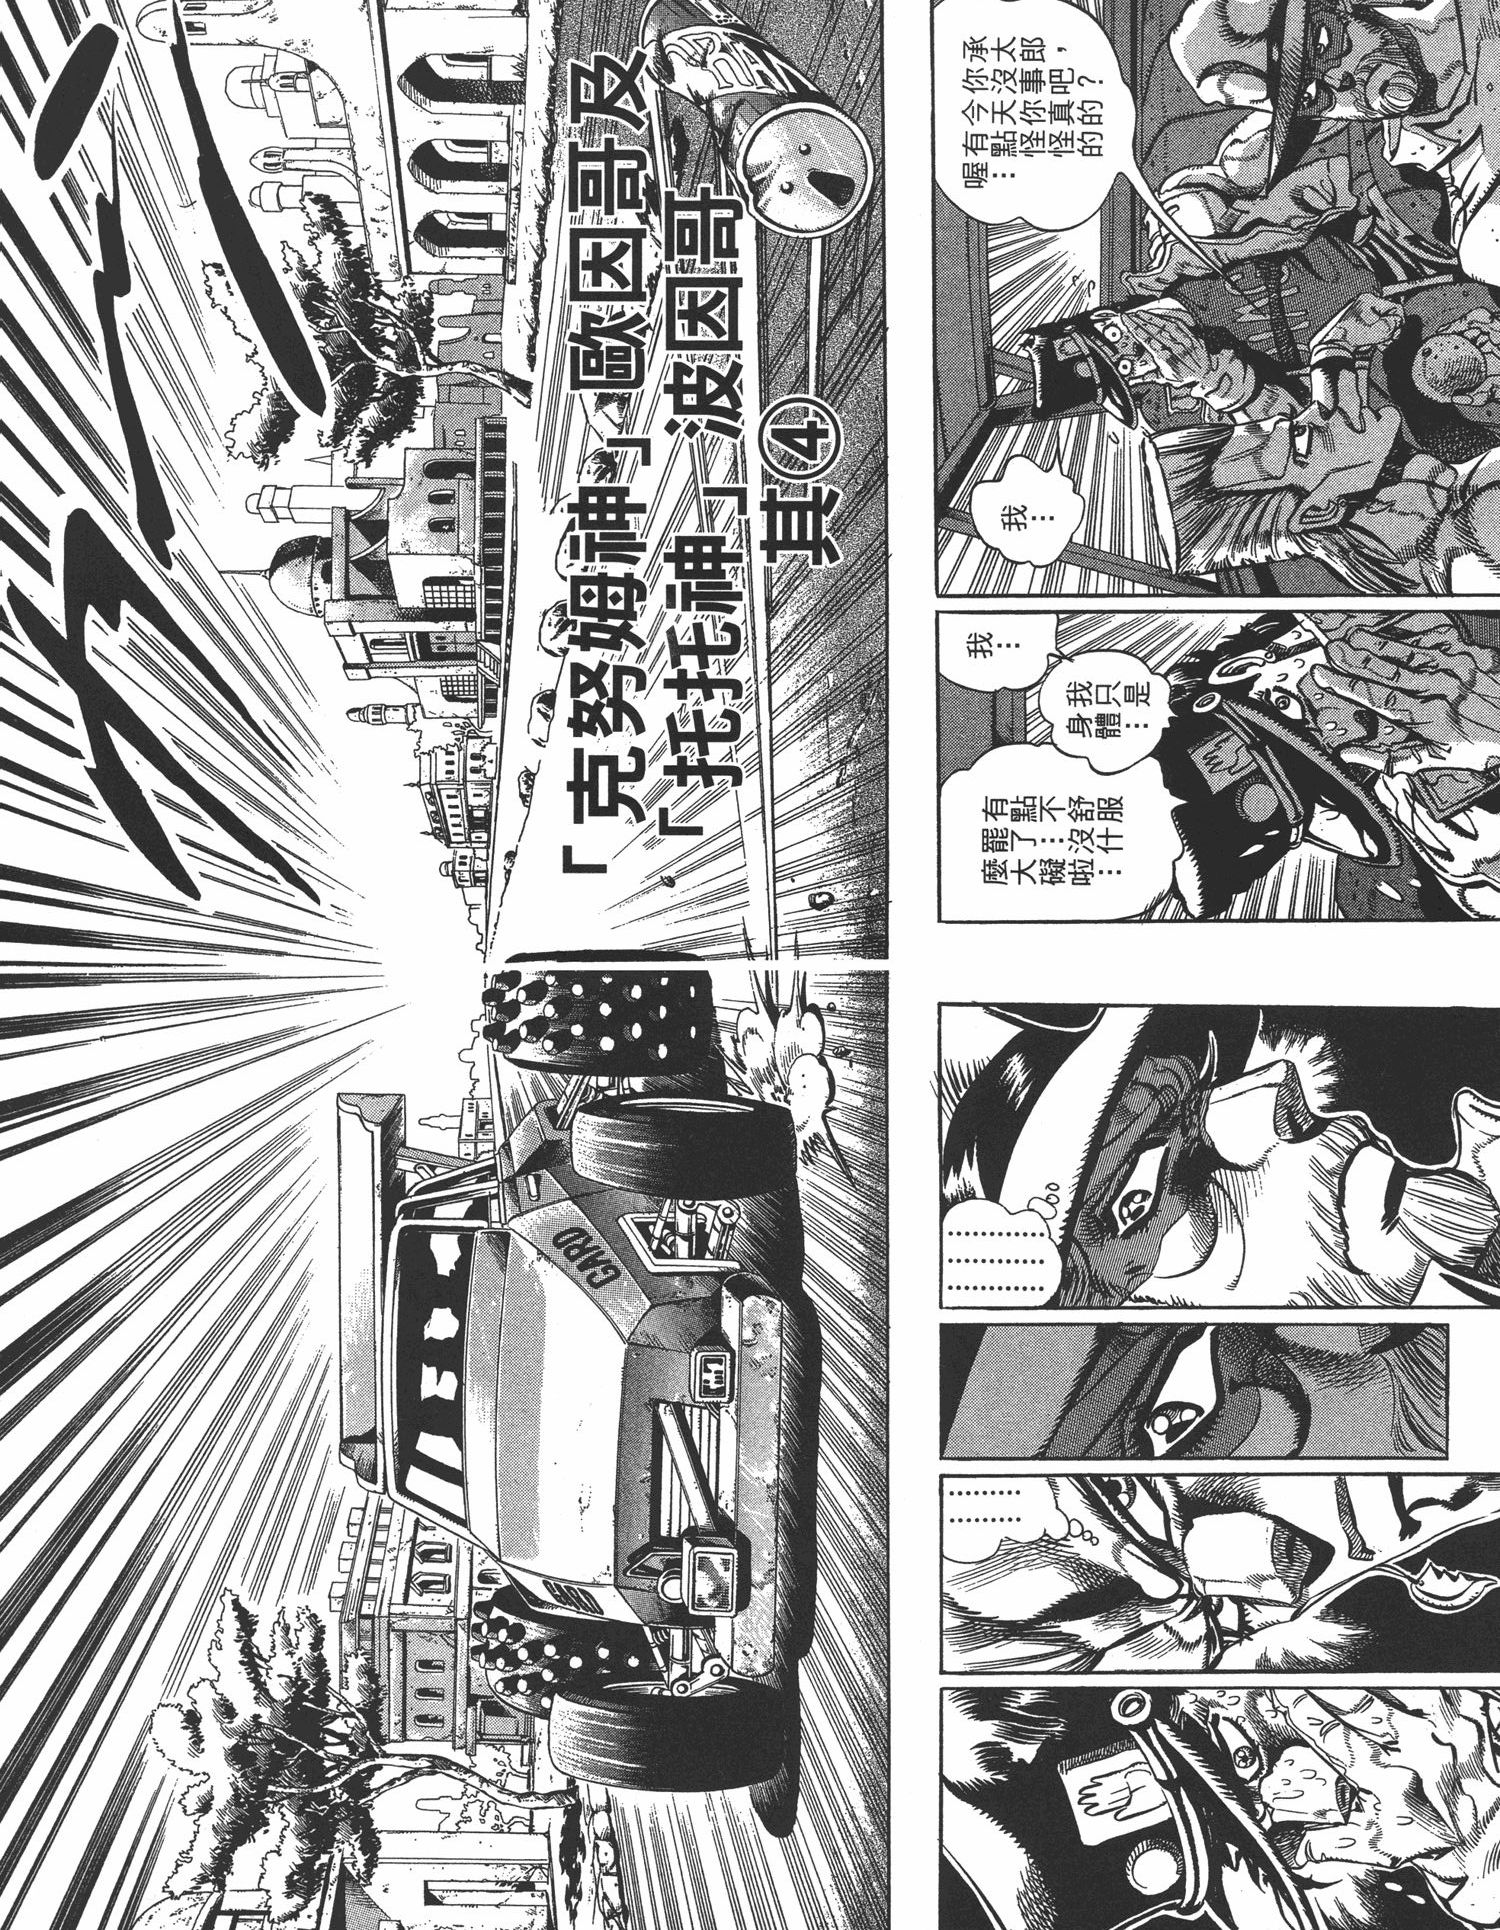 「克努姆神」歐因哥及
「托托神」波因哥
其④
承太郎，
你沒事吧？
今天你真的
有點怪怪的
喔…
我…
我…
我只是
身體…
有點不舒服
罷了…沒什
麼大礙啦…
…………
…………
…………
…………